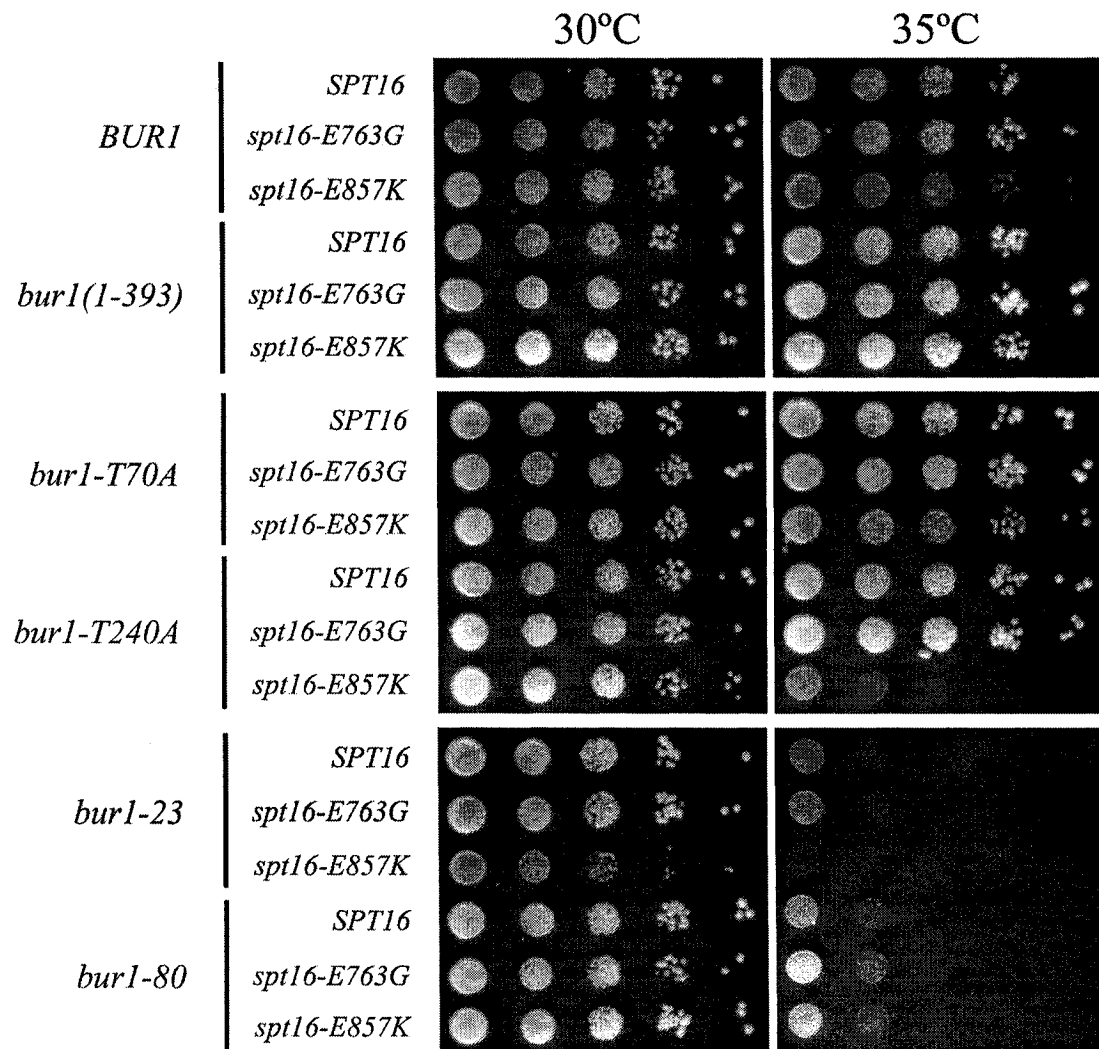 30ºC 35ºC
SPT16
BUR1 spt16-E763G
spt16-E857K
SPT16
bur1(1-393) spt16-E763G
spt16-E857K
SPT16
bur1-T70A spt16-E763G
spt16-E857K
SPT16
bur1-T240A spt16-E763G
spt16-E857K
SPT16
bur1-23 spt16-E763G
spt16-E857K
SPT16
bur1-80 spt16-E763G
spt16-E857K